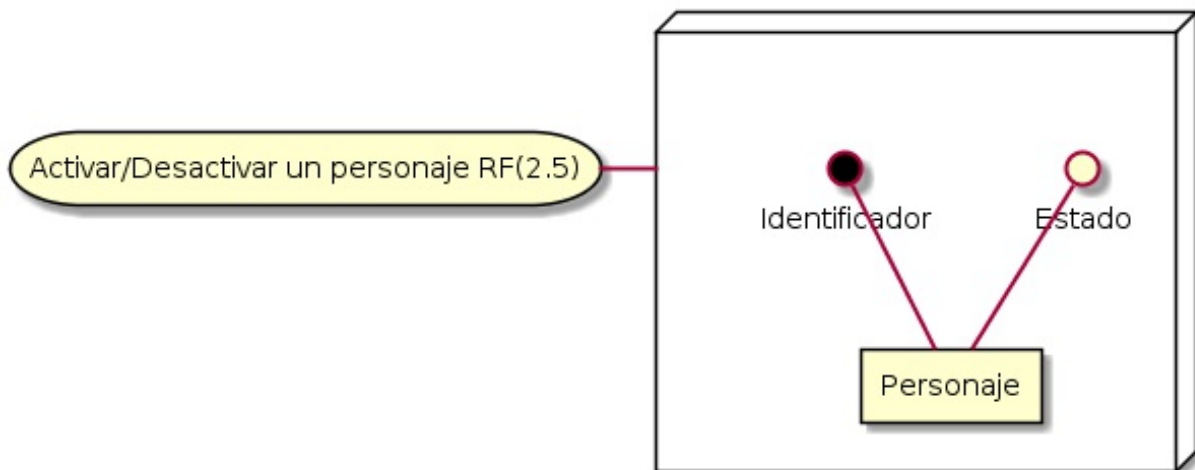 Activar/Desactivar un personaje RF(2.5)
Identificador
Estado
Personaje